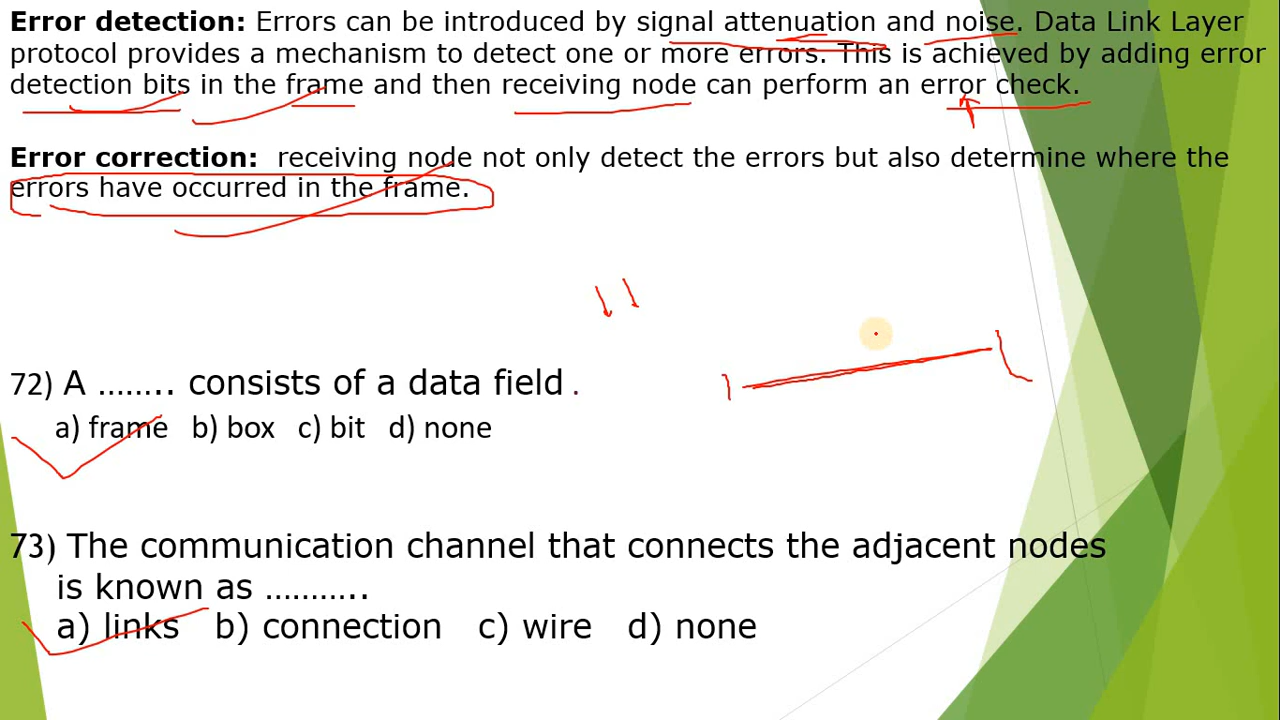 Error detection: Errors can be introduced by signal attenuation and noise. Data Link Layer
protocol provides a mechanism to detect one or more errors. This is achieved by adding error
detection bits in the frame and then receiving node can perform an error check.
Error correction: receiving node not only detect the errors but also determine where the
errors have occurred in the frame.
72) A ........ consists of a data field .
a) frame b) box c) bit d) none
73) The communication channel that connects the adjacent nodes
is known as ...........
a) links b) connection c) wire d) none